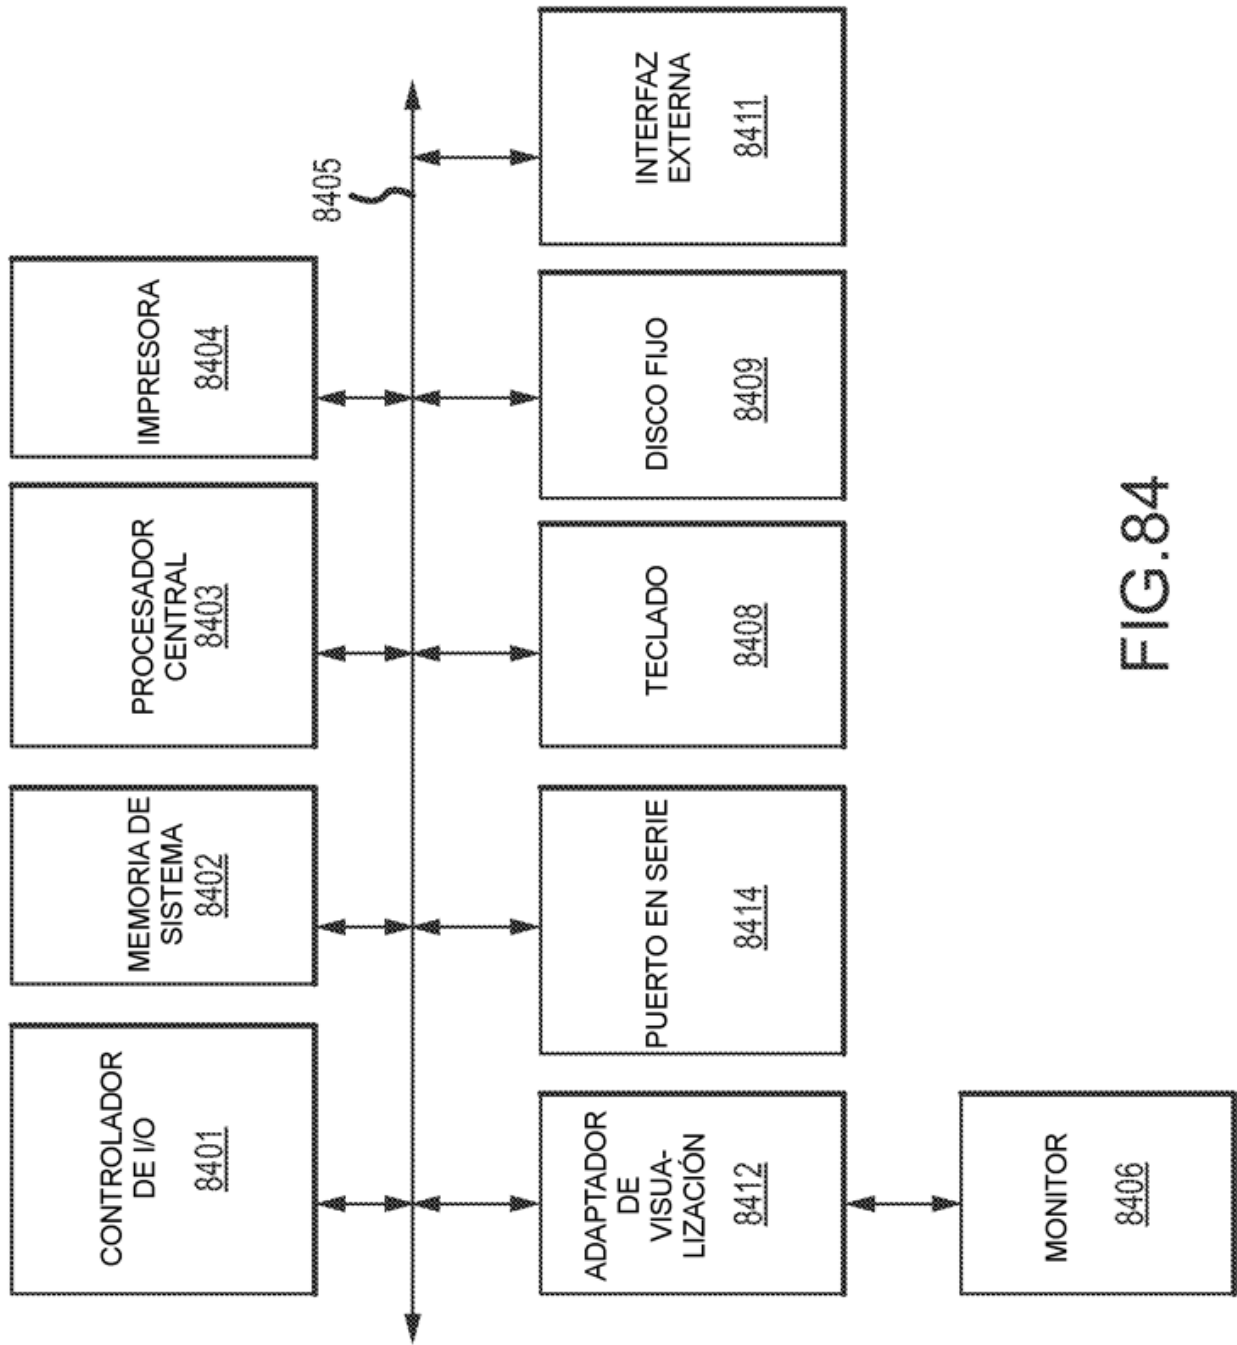 CONTROLADOR
DE I/O
8401
MEMORIA DE
SISTEMA
8402
PROCESADOR
CENTRAL
8403
IMPRESORA
8404
8405
ADAPTADOR
DE
VISUA-
LIZACIÓN
8412
PUERTO EN SERIE
8414
TECLADO
8408
DISCO FIJO
8409
INTERFAZ
EXTERNA
8411
MONITOR
8406
FIG.84